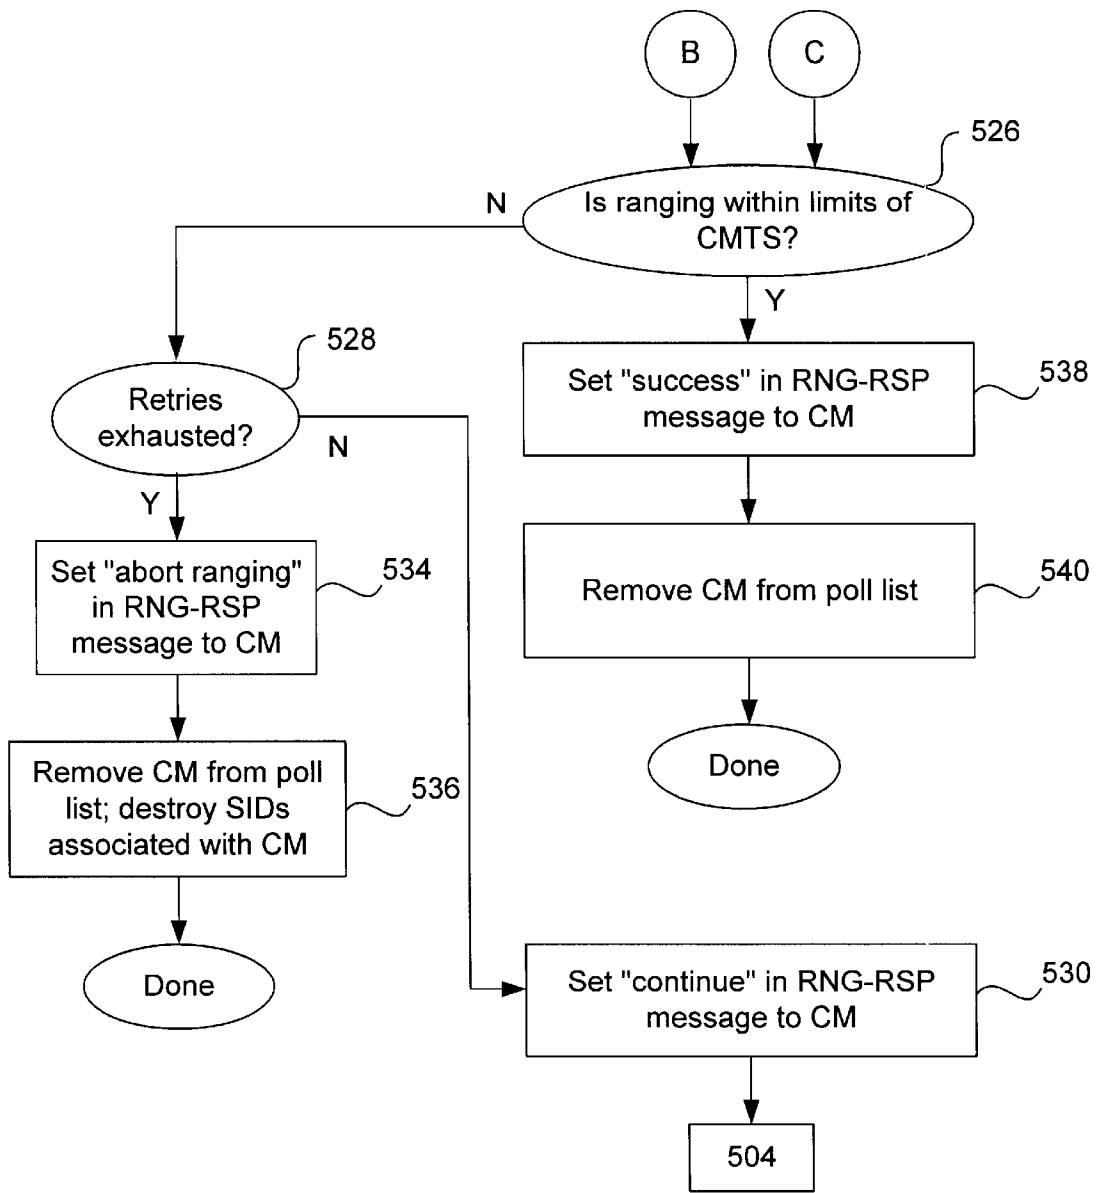 B
C
526
N
Is ranging within limits of
CMTS?
Y
528
Retries
exhausted?
N
Y
Set "success" in RNG-RSP
message to CM
538
Set "abort ranging"
in RNG-RSP
message to CM
534
Remove CM from poll list
540
Remove CM from poll
list; destroy SIDs
associated with CM
536
Done
Done
Set "continue" in RNG-RSP
message to CM
530
504